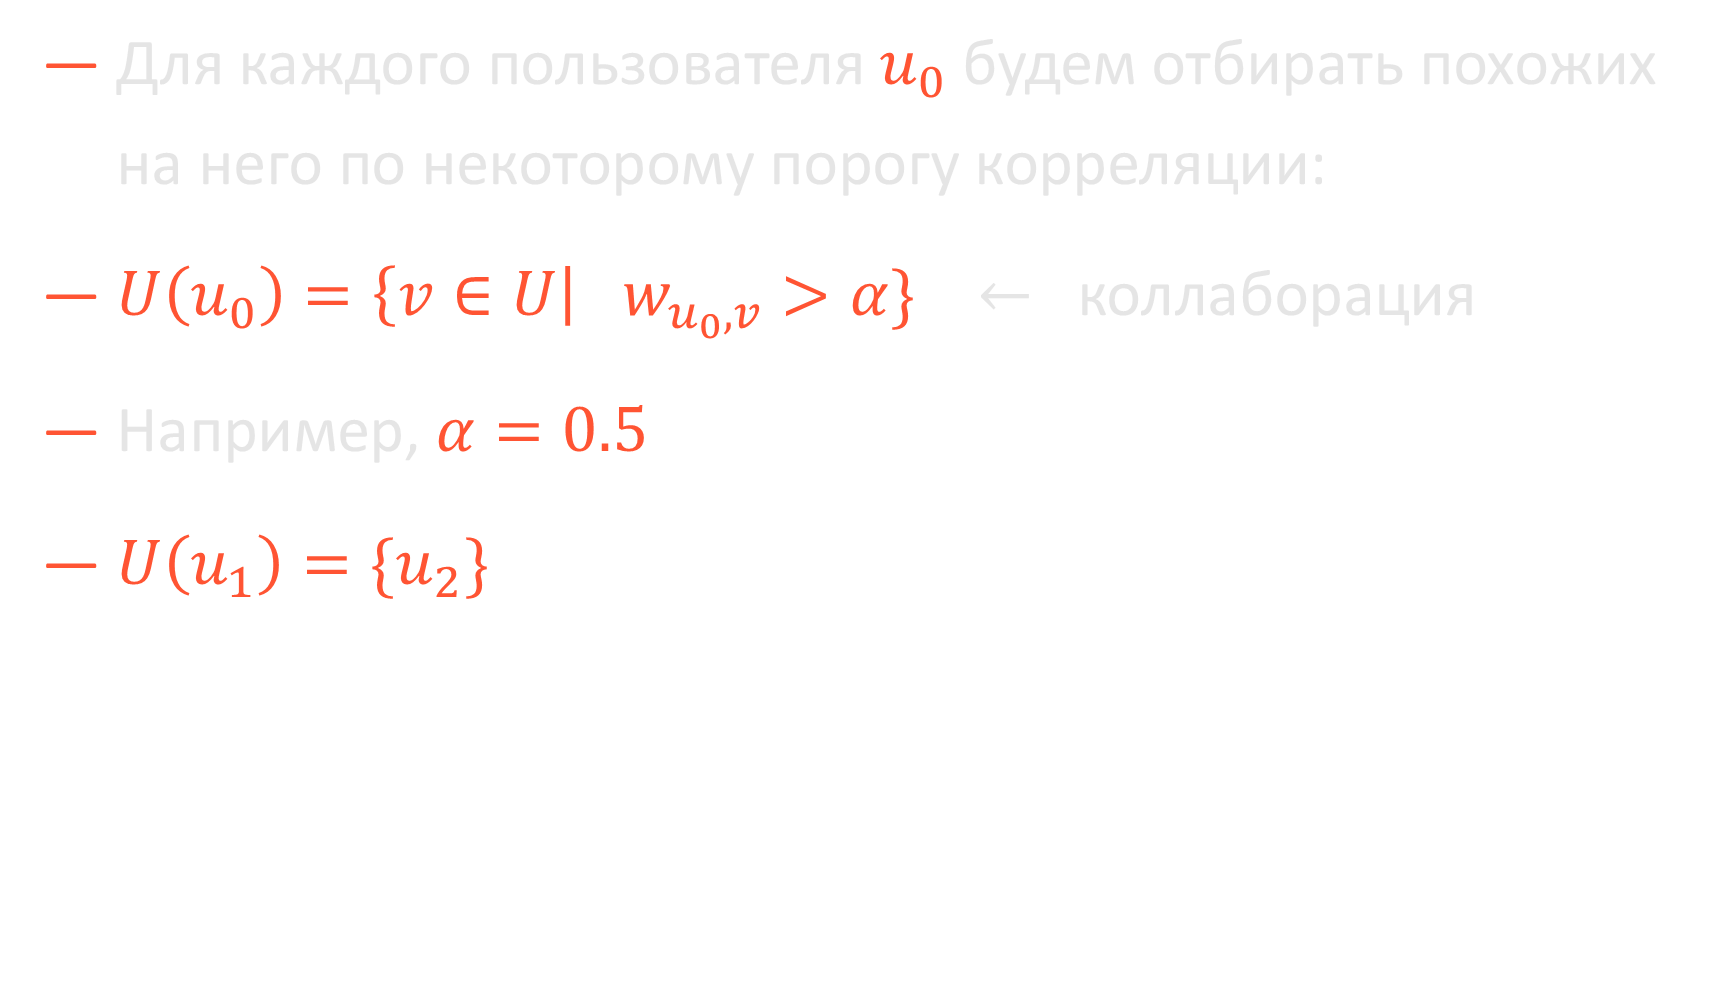 — Для каждого пользователя u₀ будем отбирать похожих
на него по некоторому порогу корреляции:
— U(u₀) = {v ∈ U| w_{u₀,v} > α} ← коллаборация
— Например, α = 0.5
— U(u₁) = {u₂}